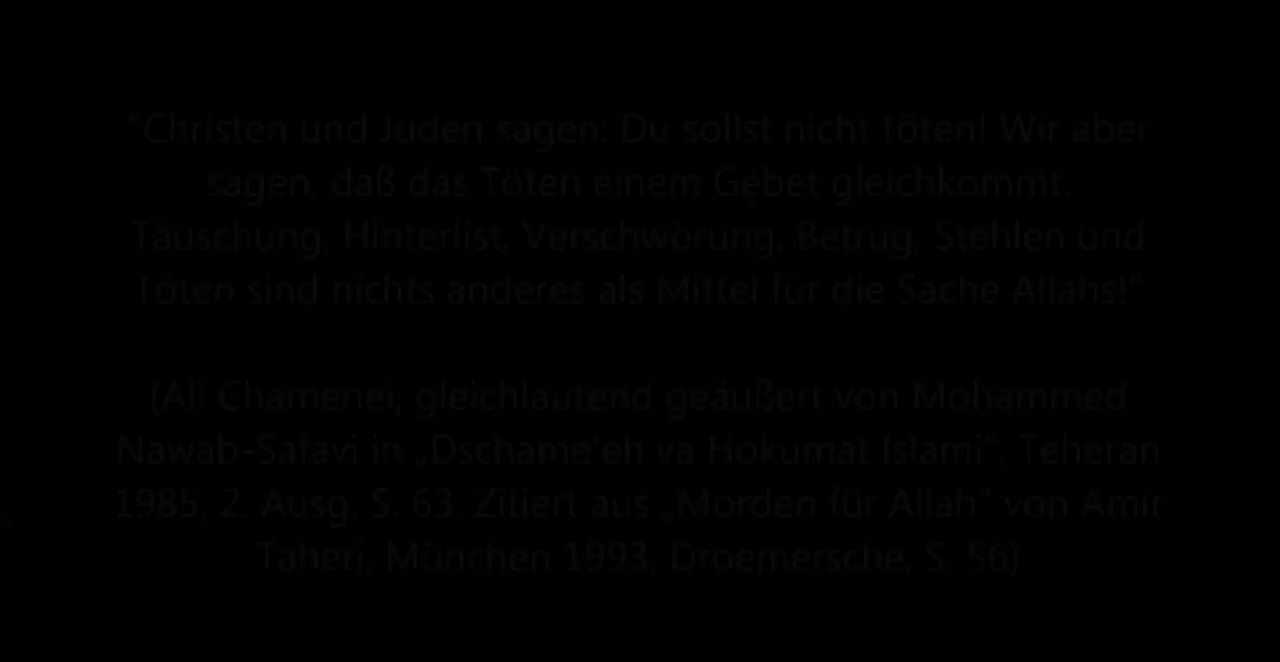 "Christen und Juden sagen: Du sollst nicht töten! Wir aber
sagen, daß das Töten einem Gebet gleichkommt.
Täuschung, Hinterlist, Verschwörung, Betrug, Stehlen und
Töten sind nichts anderes als Mittel für die Sache Allahs!"
(Ali Chamenei, gleichlautend geäußert von Mohammed
Nawab-Safavi in „Dschame'eh va Hokumat Islami", Teheran
1985, 2. Ausg. S. 63. Zitiert aus „Morden für Allah" von Amir
Taheri, München 1993, Droemersche, S. 56)